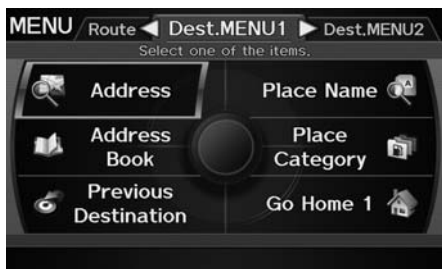 MENU Route Dest.MENU1 Dest.MENU2
Select one of the items.
Address
Place Name
Address
Book
Place
Category
Previous
Destination
Go Home 1